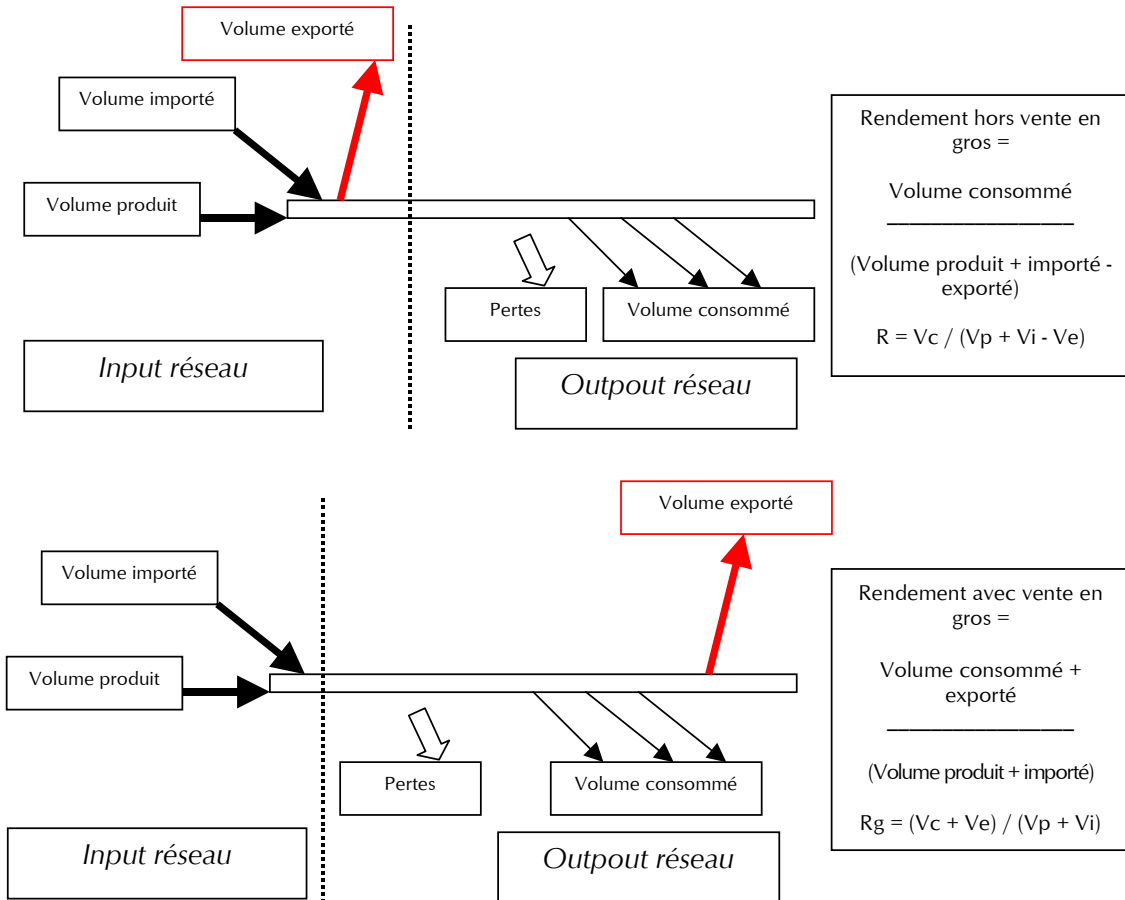 Volume exporté
Volume importé
Volume produit
Pertes
Volume consommé
Input réseau
Outpout réseau
Rendement hors vente en
gros =
Volume consommé
(Volume produit + importé -
exporté)
R = Vc / (Vp + Vi - Ve)
Volume exporté
Volume importé
Volume produit
Pertes
Volume consommé
Input réseau
Outpout réseau
Rendement avec vente en
gros =
Volume consommé +
exporté
(Volume produit + importé)
Rg = (Vc + Ve) / (Vp + Vi)